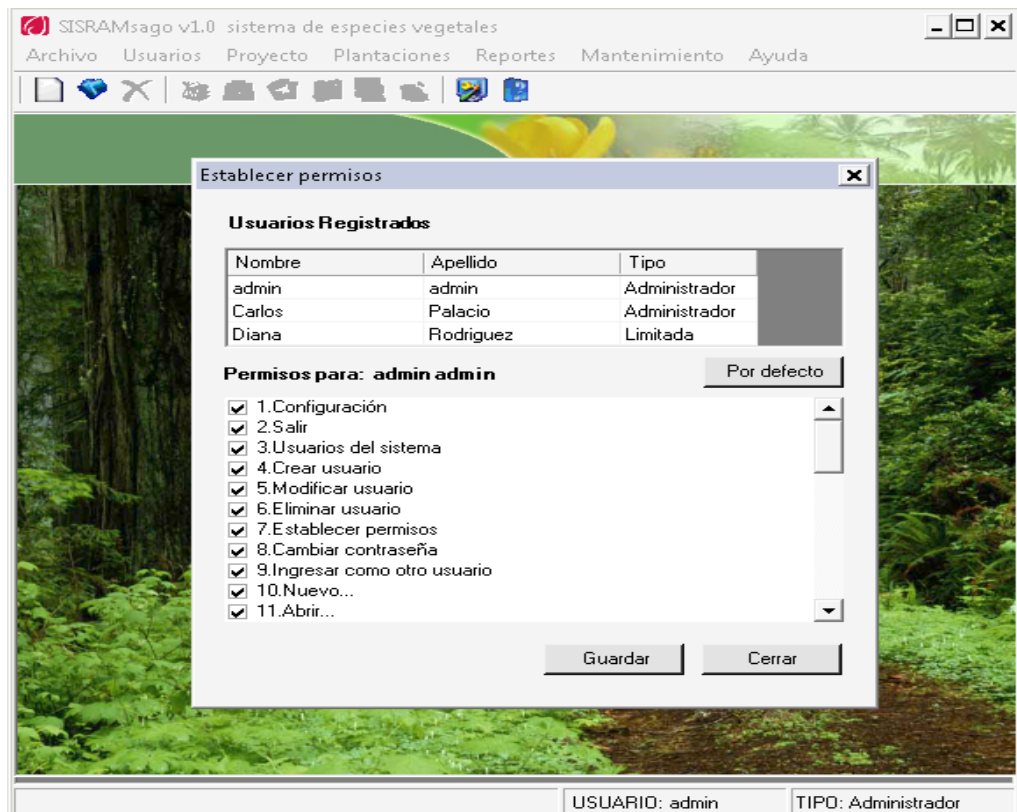 SISRAMsago v1.0 sistema de especies vegetales
Archivo Usuarios Proyecto Plantaciones Reportes Mantenimiento Ayuda
Establecer permisos
Usuarios Registrados
Nombre Apellido Tipo
admin admin Administrador
Carlos Palacio Administrador
Diana Rodriguez Limitada
Permisos para: admin admin
Por defecto
1.Configuración
2.Salir
3.Usuarios del sistema
4.Crear usuario
5.Modificar usuario
6.Eliminar usuario
7.Establecer permisos
8.Cambiar contraseña
9.Ingresar como otro usuario
10.Nuevo...
11.Abrir...
Guardar Cerrar
USUARIO: admin TIPO: Administrador